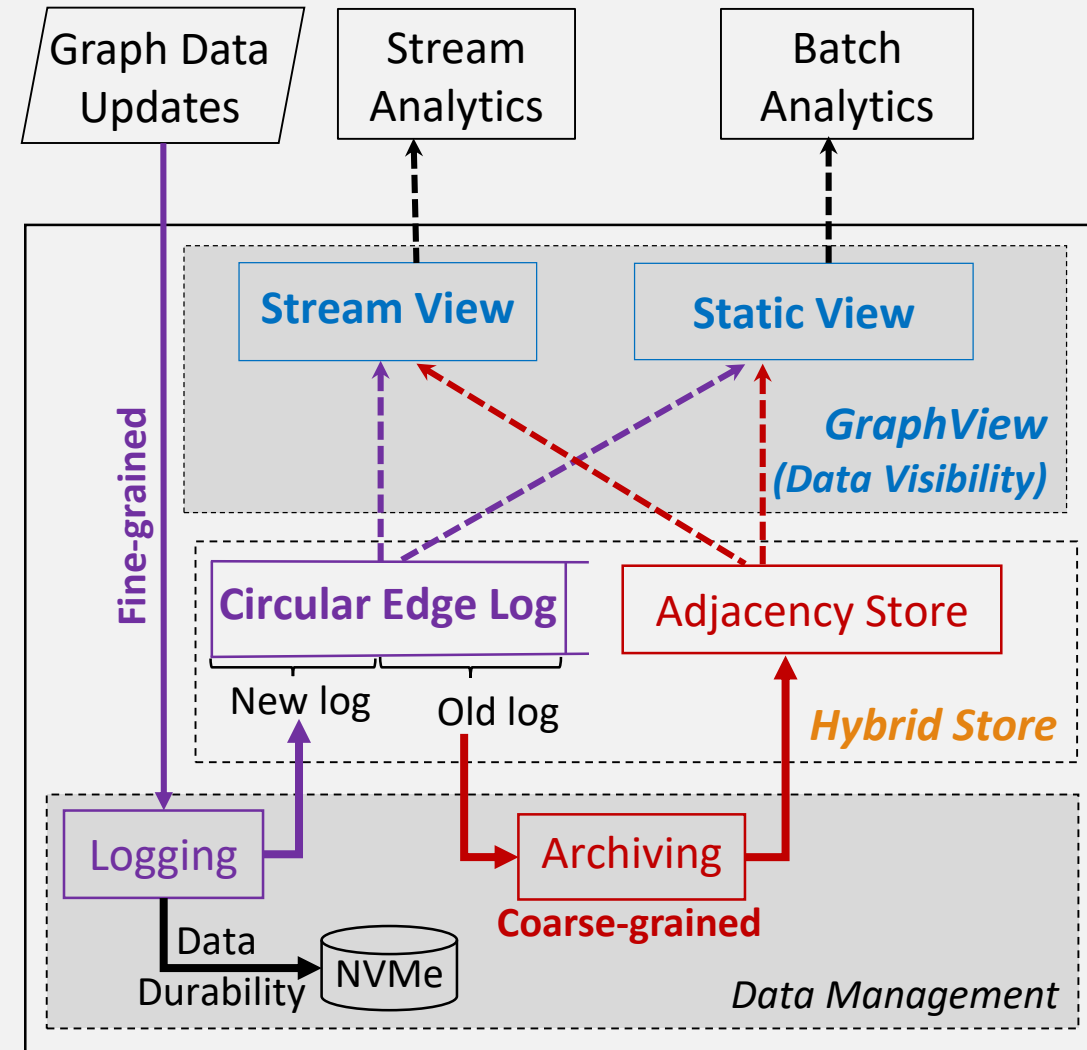 Graph Data
Updates
Stream
Analytics
Batch
Analytics
Stream View
Static View
GraphView
(Data Visibility)
Fine-grained
Circular Edge Log
Adjacency Store
New log
Old log
Hybrid Store
Logging
Archiving
Coarse-grained
Data
Durability
NVMe
Data Management